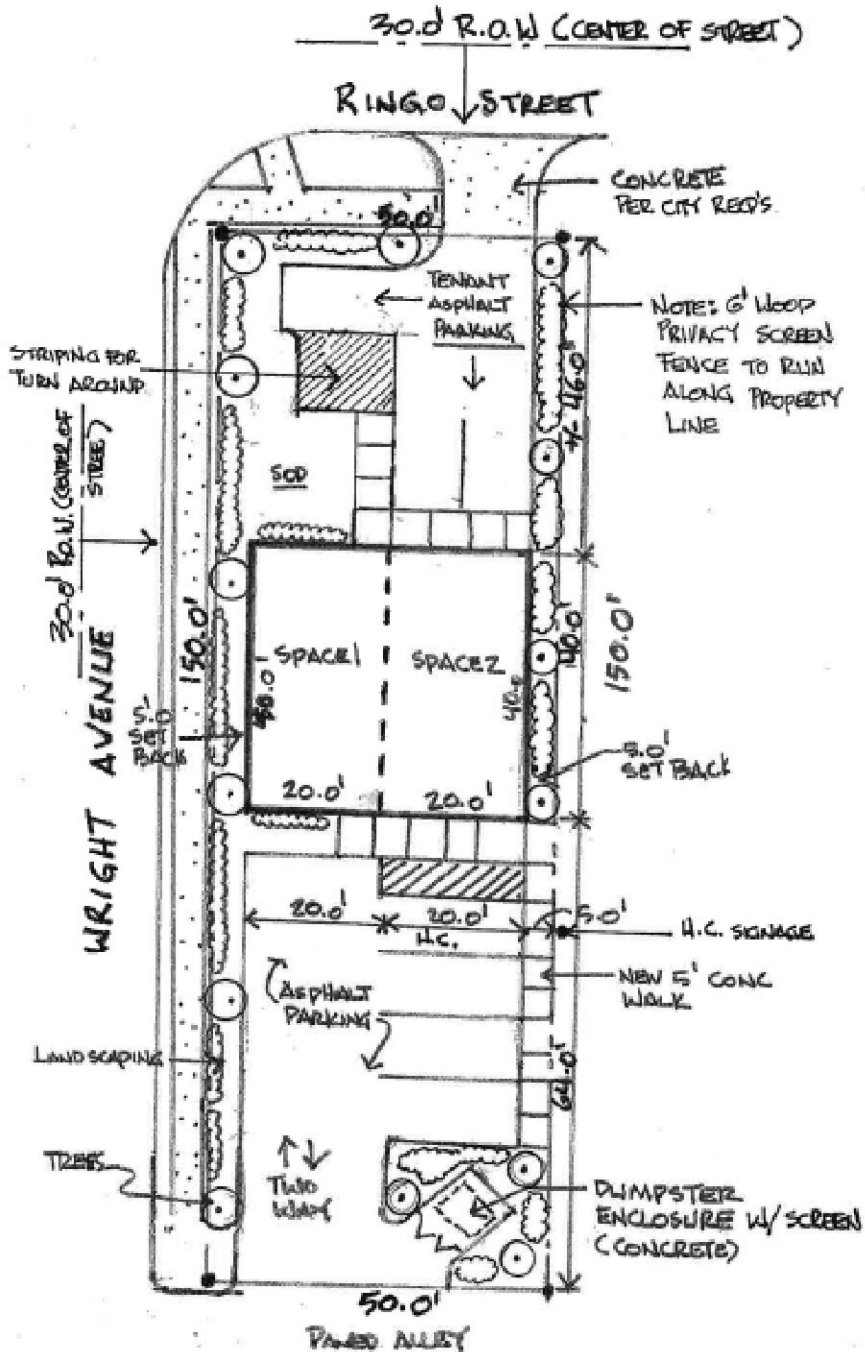 30.0' R.O.W (CENTER OF STREET)
RINGO STREET
CONCRETE
PER CITY REQ'S
50.0'
TENANT
ASPHALT
PARKING
NOTE: 6' WOOD
PRIVACY SCREEN
FENCE TO RUN
ALONG PROPERTY
LINE
STRIPING FOR
TURN AROUND
+/- 46.0'
SOD
30.0' R.O.W. (CENTER OF
STREET)
WRIGHT AVENUE
150.0'
SPACE 1
SPACE 2
40.0
40.0'
150.0'
5.0
SET
BACK
5.0'
SET BACK
20.0'
20.0'
20.0'
20.0'
5.0'
H.C.
H.C. SIGNAGE
NEW 5' CONC
WALK
ASPHALT
PARKING
LANDSCAPING
64.0'
TREES
TWO
WAY
DUMPSTER
ENCLOSURE W/ SCREEN
(CONCRETE)
50.0'
PAVED ALLEY